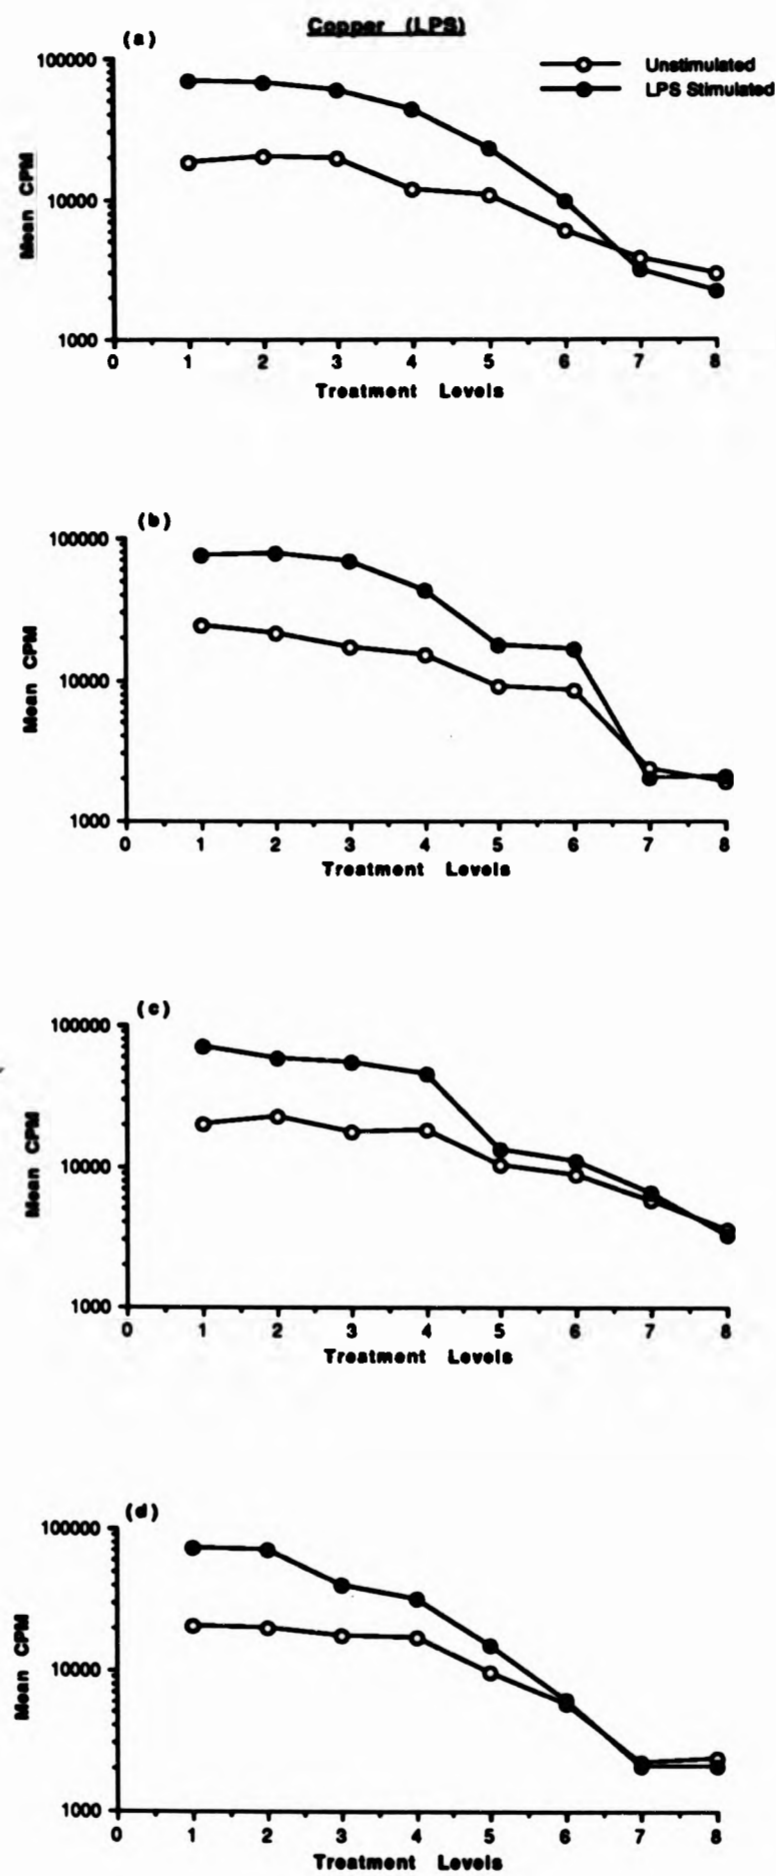 Copper (LPS)
(a)
Unstimulated
LPS Stimulated
100000
10000
1000
Mean CPM
0 1 2 3 4 5 6 7 8
Treatment Levels
(b)
100000
10000
1000
Mean CPM
0 1 2 3 4 5 6 7 8
Treatment Levels
(c)
100000
10000
1000
Mean CPM
0 1 2 3 4 5 6 7 8
Treatment Levels
(d)
100000
10000
1000
Mean CPM
0 1 2 3 4 5 6 7 8
Treatment Levels